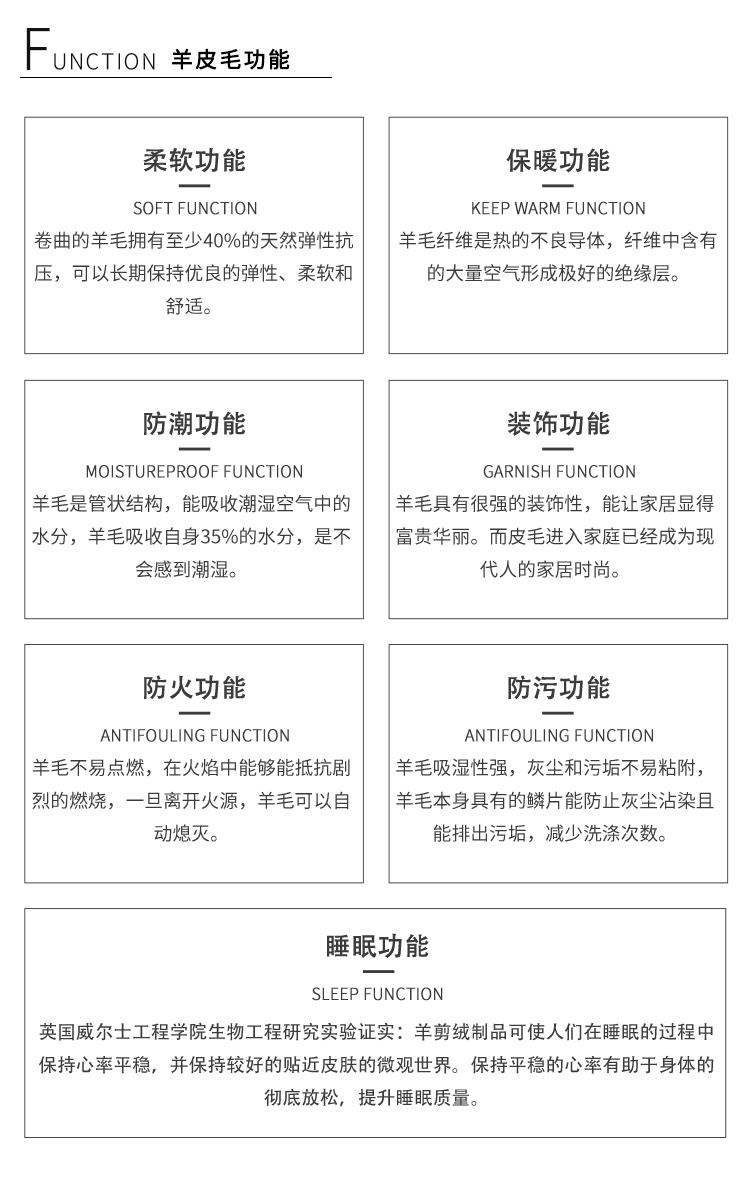 FUNCTION 羊皮毛功能
柔软功能
SOFT FUNCTION
卷曲的羊毛拥有至少40%的天然弹性抗
压，可以长期保持优良的弹性、柔软和
舒适。
保暖功能
KEEP WARM FUNCTION
羊毛纤维是热的不良导体，纤维中含有
的大量空气形成极好的绝缘层。
防潮功能
MOISTUREPROOF FUNCTION
羊毛是管状结构，能吸收潮湿空气中的
水分，羊毛吸收自身35%的水分，是不
会感到潮湿。
装饰功能
GARNISH FUNCTION
羊毛具有很强的装饰性，能让家居显得
富贵华丽。而皮毛进入家庭已经成为现
代人的家居时尚。
防火功能
ANTIFOULING FUNCTION
羊毛不易点燃，在火焰中能够能抵抗剧
烈的燃烧，一旦离开火源，羊毛可以自
动熄灭。
防污功能
ANTIFOULING FUNCTION
羊毛吸湿性强，灰尘和污垢不易粘附，
羊毛本身具有的鳞片能防止灰尘沾染且
能排出污垢，减少洗涤次数。
睡眠功能
SLEEP FUNCTION
英国威尔士工程学院生物工程研究实验证实：羊剪绒制品可使人们在睡眠的过程中
保持心率平稳，并保持较好的贴近皮肤的微观世界。保持平稳的心率有助于身体的
彻底放松，提升睡眠质量。